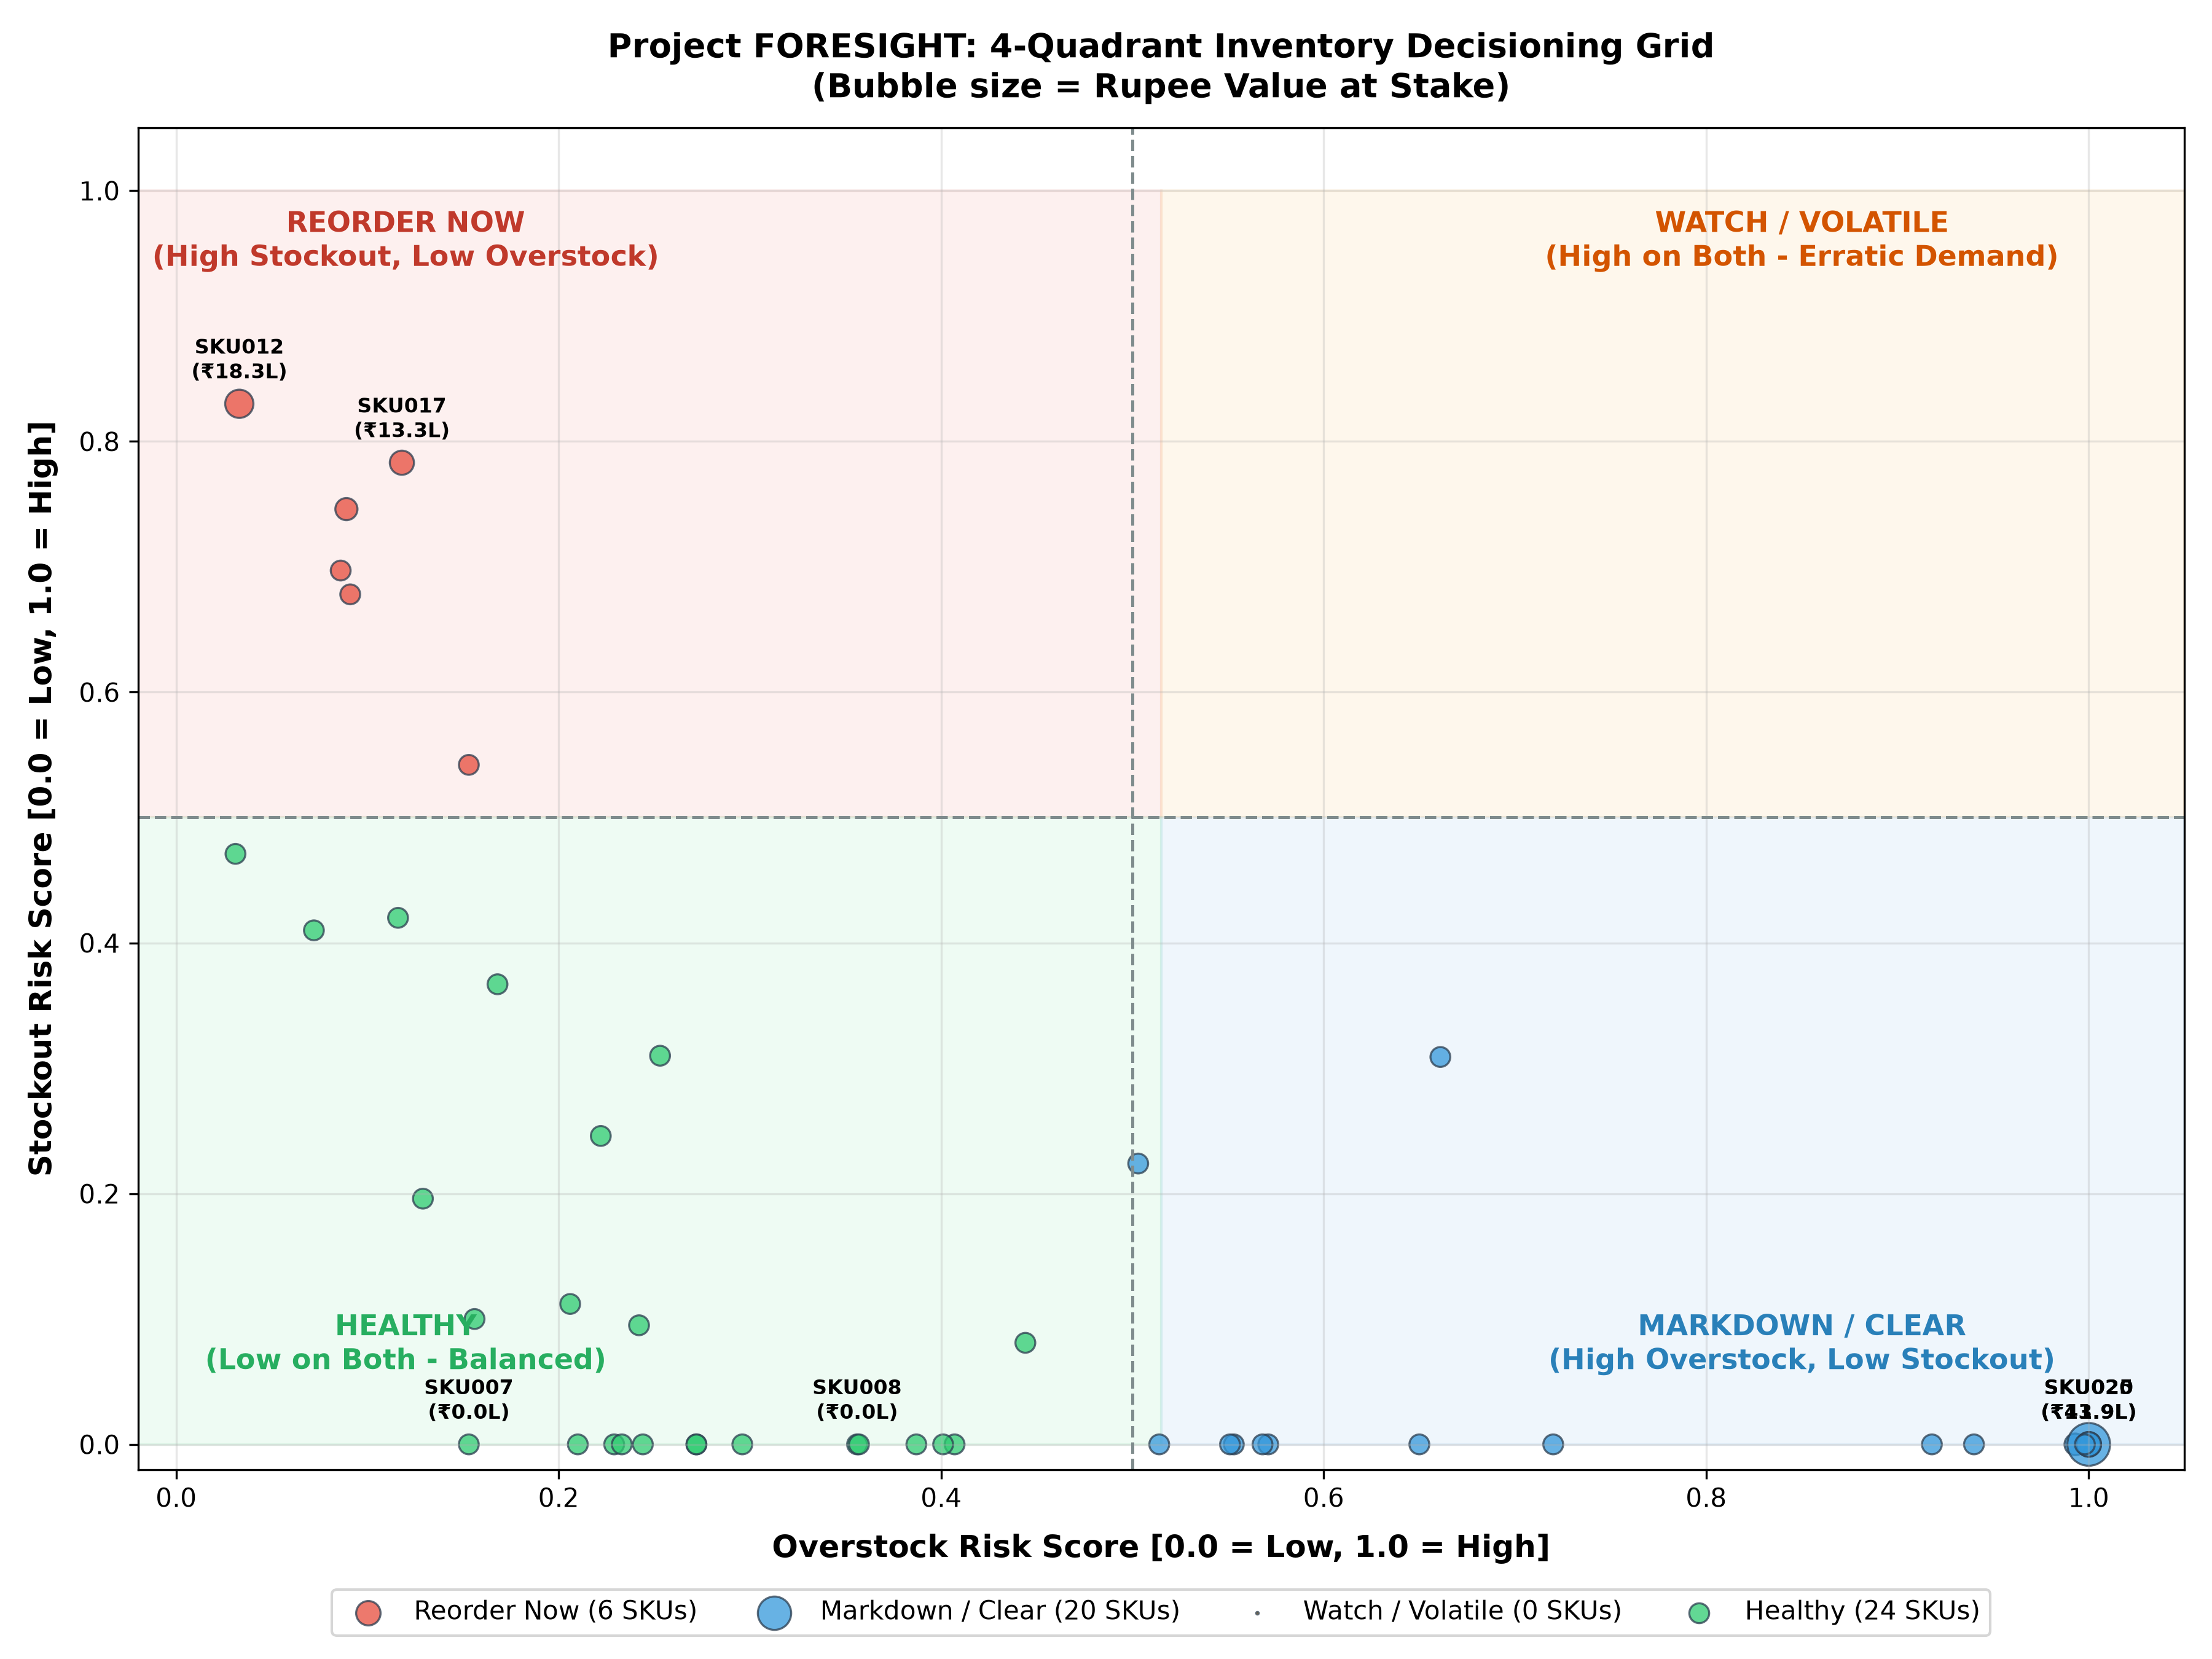 Project FORESIGHT: 4-Quadrant Inventory Decisioning Grid
(Bubble size = Rupee Value at Stake)
Stockout Risk Score [0.0 = Low, 1.0 = High]
1.0
0.8
0.6
0.4
0.2
0.0
REORDER NOW
(High Stockout, Low Overstock)
WATCH / VOLATILE
(High on Both - Erratic Demand)
SKU012
(₹18.3L)
SKU017
(₹13.3L)
HEALTHY
(Low on Both - Balanced)
MARKDOWN / CLEAR
(High Overstock, Low Stockout)
SKU007
(₹0.0L)
SKU008
(₹0.0L)
0.0
0.2
0.4
0.6
0.8
1.0
Overstock Risk Score [0.0 = Low, 1.0 = High]
Reorder Now (6 SKUs)
Markdown / Clear (20 SKUs)
Watch / Volatile (0 SKUs)
Healthy (24 SKUs)